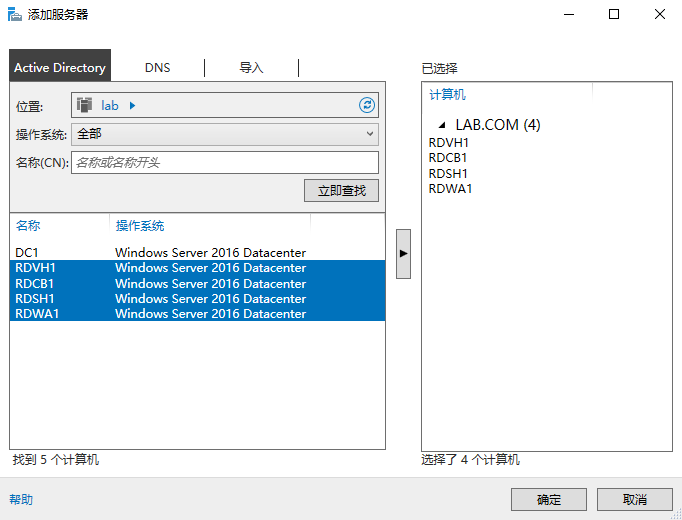 添加服务器
Active Directory DNS 导入
位置: lab
操作系统: 全部
名称(CN): 名称或名称开头
立即查找
名称 操作系统
DC1 Windows Server 2016 Datacenter
RDVH1 Windows Server 2016 Datacenter
RDCB1 Windows Server 2016 Datacenter
RDSH1 Windows Server 2016 Datacenter
RDWA1 Windows Server 2016 Datacenter
找到 5 个计算机
已选择
计算机
LAB.COM (4)
RDVH1
RDCB1
RDSH1
RDWA1
选择了 4 个计算机
帮助
确定 取消